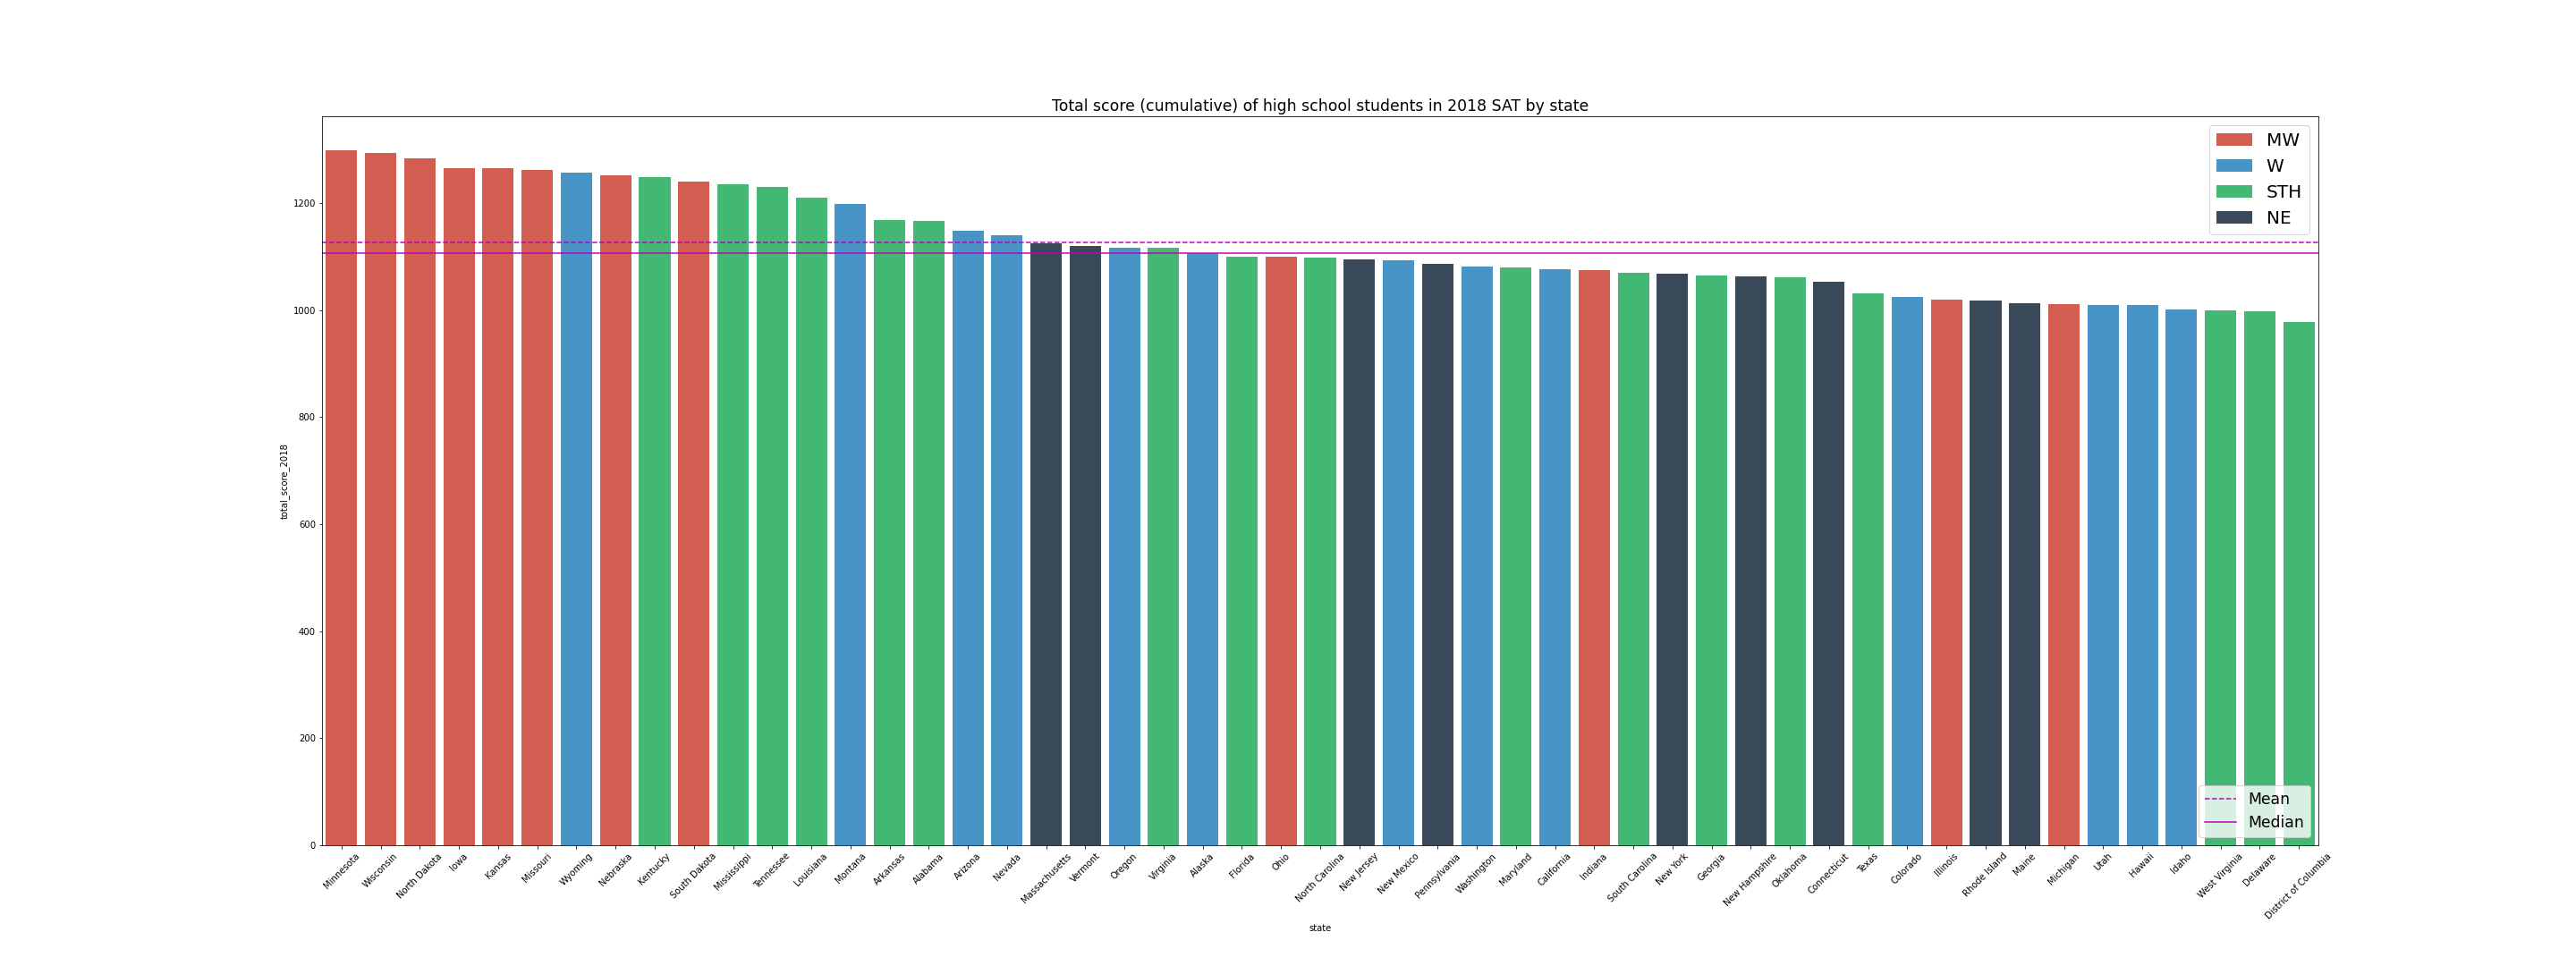 Total score (cumulative) of high school students in 2018 SAT by state
MW
W
STH
NE
1200
1000
800
600
400
200
0
total_score_2018
Mean
Median
Minnesota
Wisconsin
North Dakota
Iowa
Kansas
Missouri
Wyoming
Nebraska
Kentucky
South Dakota
Mississippi
Tennessee
Louisiana
Montana
Arkansas
Alabama
Arizona
Nevada
Massachusetts
Vermont
Oregon
Virginia
Alaska
Florida
Ohio
North Carolina
New Jersey
New Mexico
Pennsylvania
Washington
Maryland
California
Indiana
South Carolina
New York
Georgia
New Hampshire
Oklahoma
Connecticut
Texas
Colorado
Illinois
Rhode Island
Maine
Michigan
Utah
Hawaii
Idaho
West Virginia
Delaware
District of Columbia
state